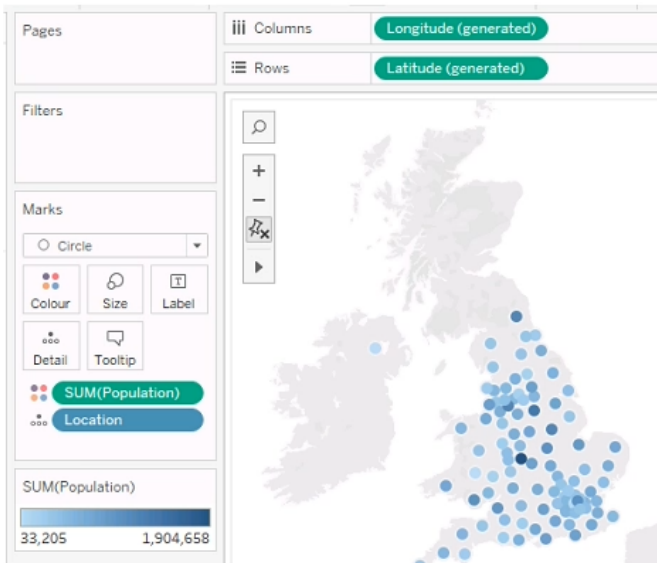 Pages
Columns
Longitude (generated)
Rows
Latitude (generated)
Filters
Marks
Circle
Colour
Size
Label
Detail
Tooltip
SUM(Population)
Location
SUM(Population)
33,205
1,904,658